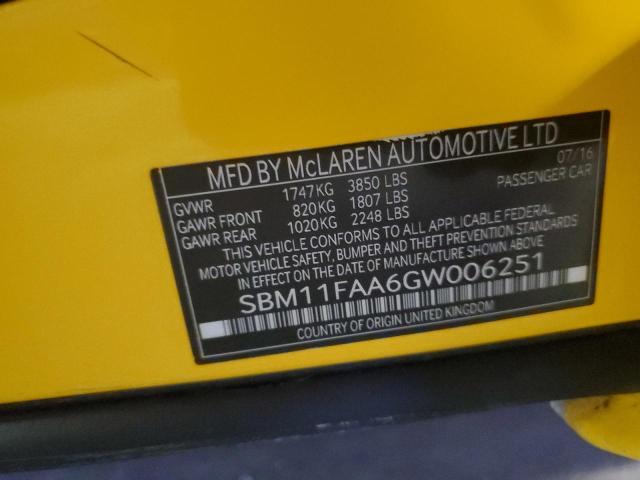 MFD BY McLAREN AUTOMOTIVE LTD
07/16
GVWR 1747KG 3850 LBS PASSENGER CAR
GAWR FRONT 820KG 1807 LBS
GAWR REAR 1020KG 2248 LBS
THIS VEHICLE CONFORMS TO ALL APPLICABLE FEDERAL
MOTOR VEHICLE SAFETY, BUMPER AND THEFT PREVENTION STANDARDS
IN EFFECT ON THE DATE OF MANUFACTURE SHOWN ABOVE
SBM11FAA6GW006251
COUNTRY OF ORIGIN UNITED KINGDOM